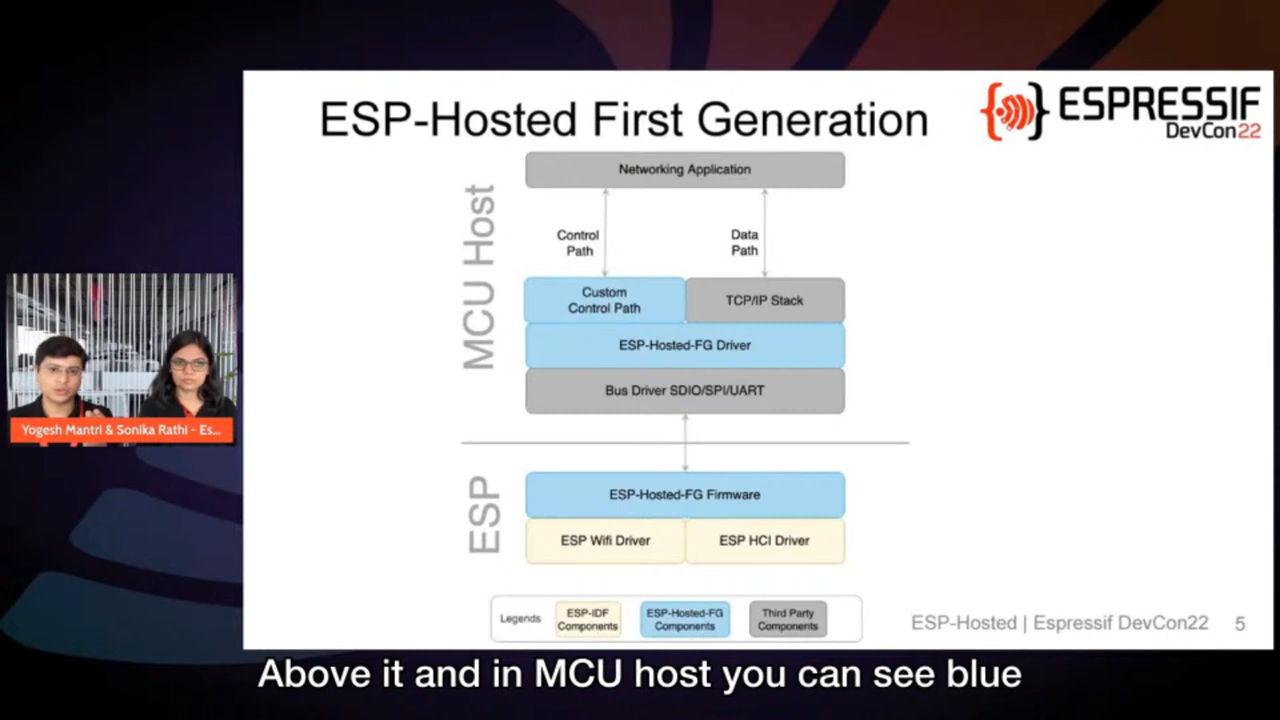 ESP-Hosted First Generation
ESPRESSIF
DevCon22
MCU Host
Networking Application
Control
Path
Data
Path
Custom
Control Path
TCP/IP Stack
ESP-Hosted-FG Driver
Bus Driver SDIO/SPI/UART
ESP
ESP-Hosted-FG Firmware
ESP Wifi Driver
ESP HCI Driver
Legends
ESP-IDF
Components
ESP-Hosted-FG
Components
Third Party
Components
ESP-Hosted | Espressif DevCon22 5
Yogesh Mantri & Sonika Rathi - Es...
Above it and in MCU host you can see blue